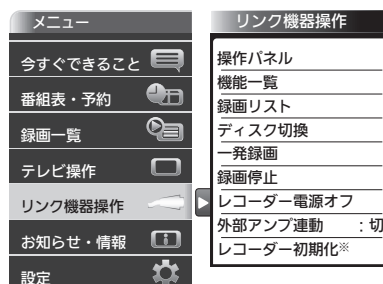 メニュー
今すぐできること
番組表・予約
録画一覧
テレビ操作
リンク機器操作
お知らせ・情報
設定
リンク機器操作
操作パネル
機能一覧
録画リスト
ディスク切換
一発録画
録画停止
レコーダー電源オフ
外部アンプ連動 :切
レコーダー初期化※